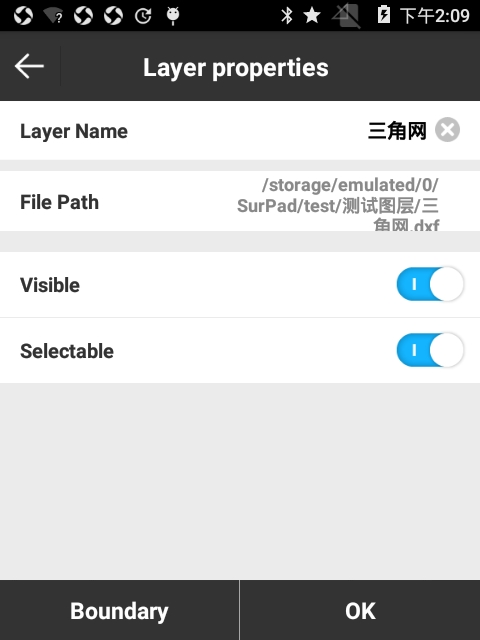 下午2:09
Layer properties
Layer Name
三角网
File Path
/storage/emulated/0/
SurPad/test/测试图层/三
角网.dxf
Visible
Selectable
Boundary
OK